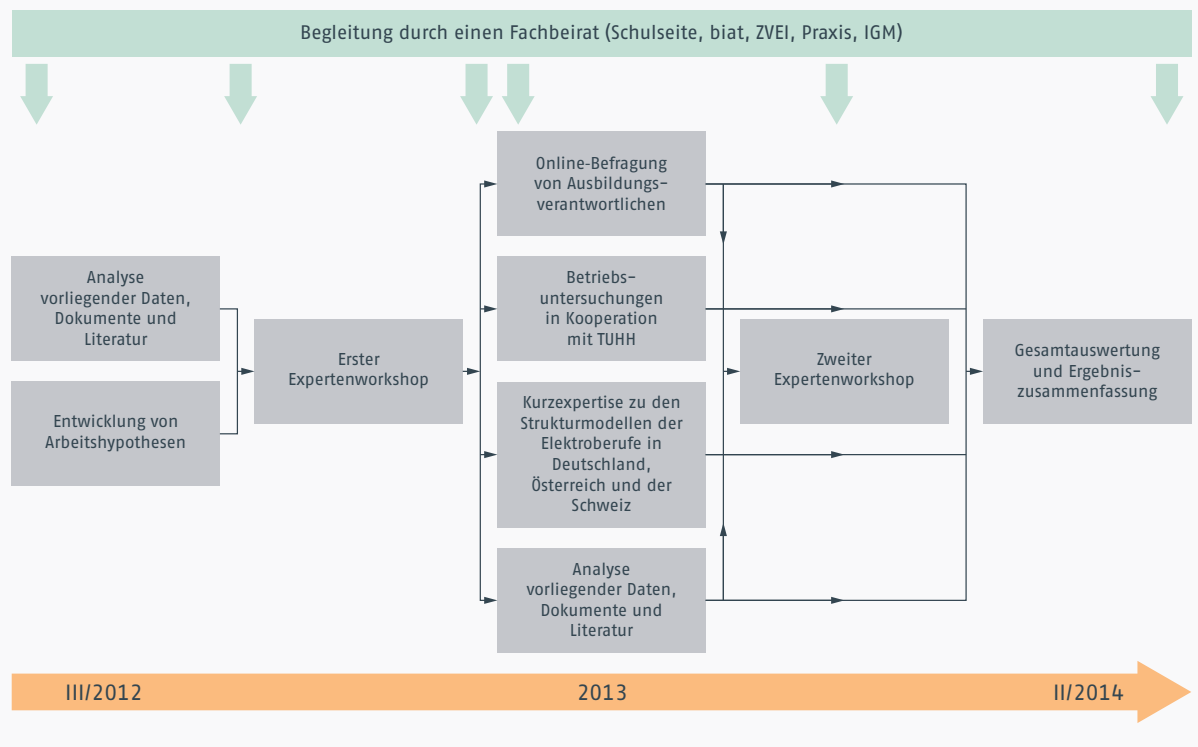 Begleitung durch einen Fachbeirat (Schulseite, biat, ZVEI, Praxis, IGM)
Analyse
vorliegender Daten,
Dokumente und
Literatur
Entwicklung von
Arbeitshypothesen
Erster
Expertenworkshop
Online-Befragung
von Ausbildungs-
verantwortlichen
Betriebs-
untersuchungen
in Kooperation
mit TUHH
Kurzexpertise zu den
Strukturmodellen der
Elektroberufe in
Deutschland,
Österreich und der
Schweiz
Analyse
vorliegender Daten,
Dokumente und
Literatur
Zweiter
Expertenworkshop
Gesamtauswertung
und Ergebnis-
zusammenfassung
III/2012
2013
II/2014